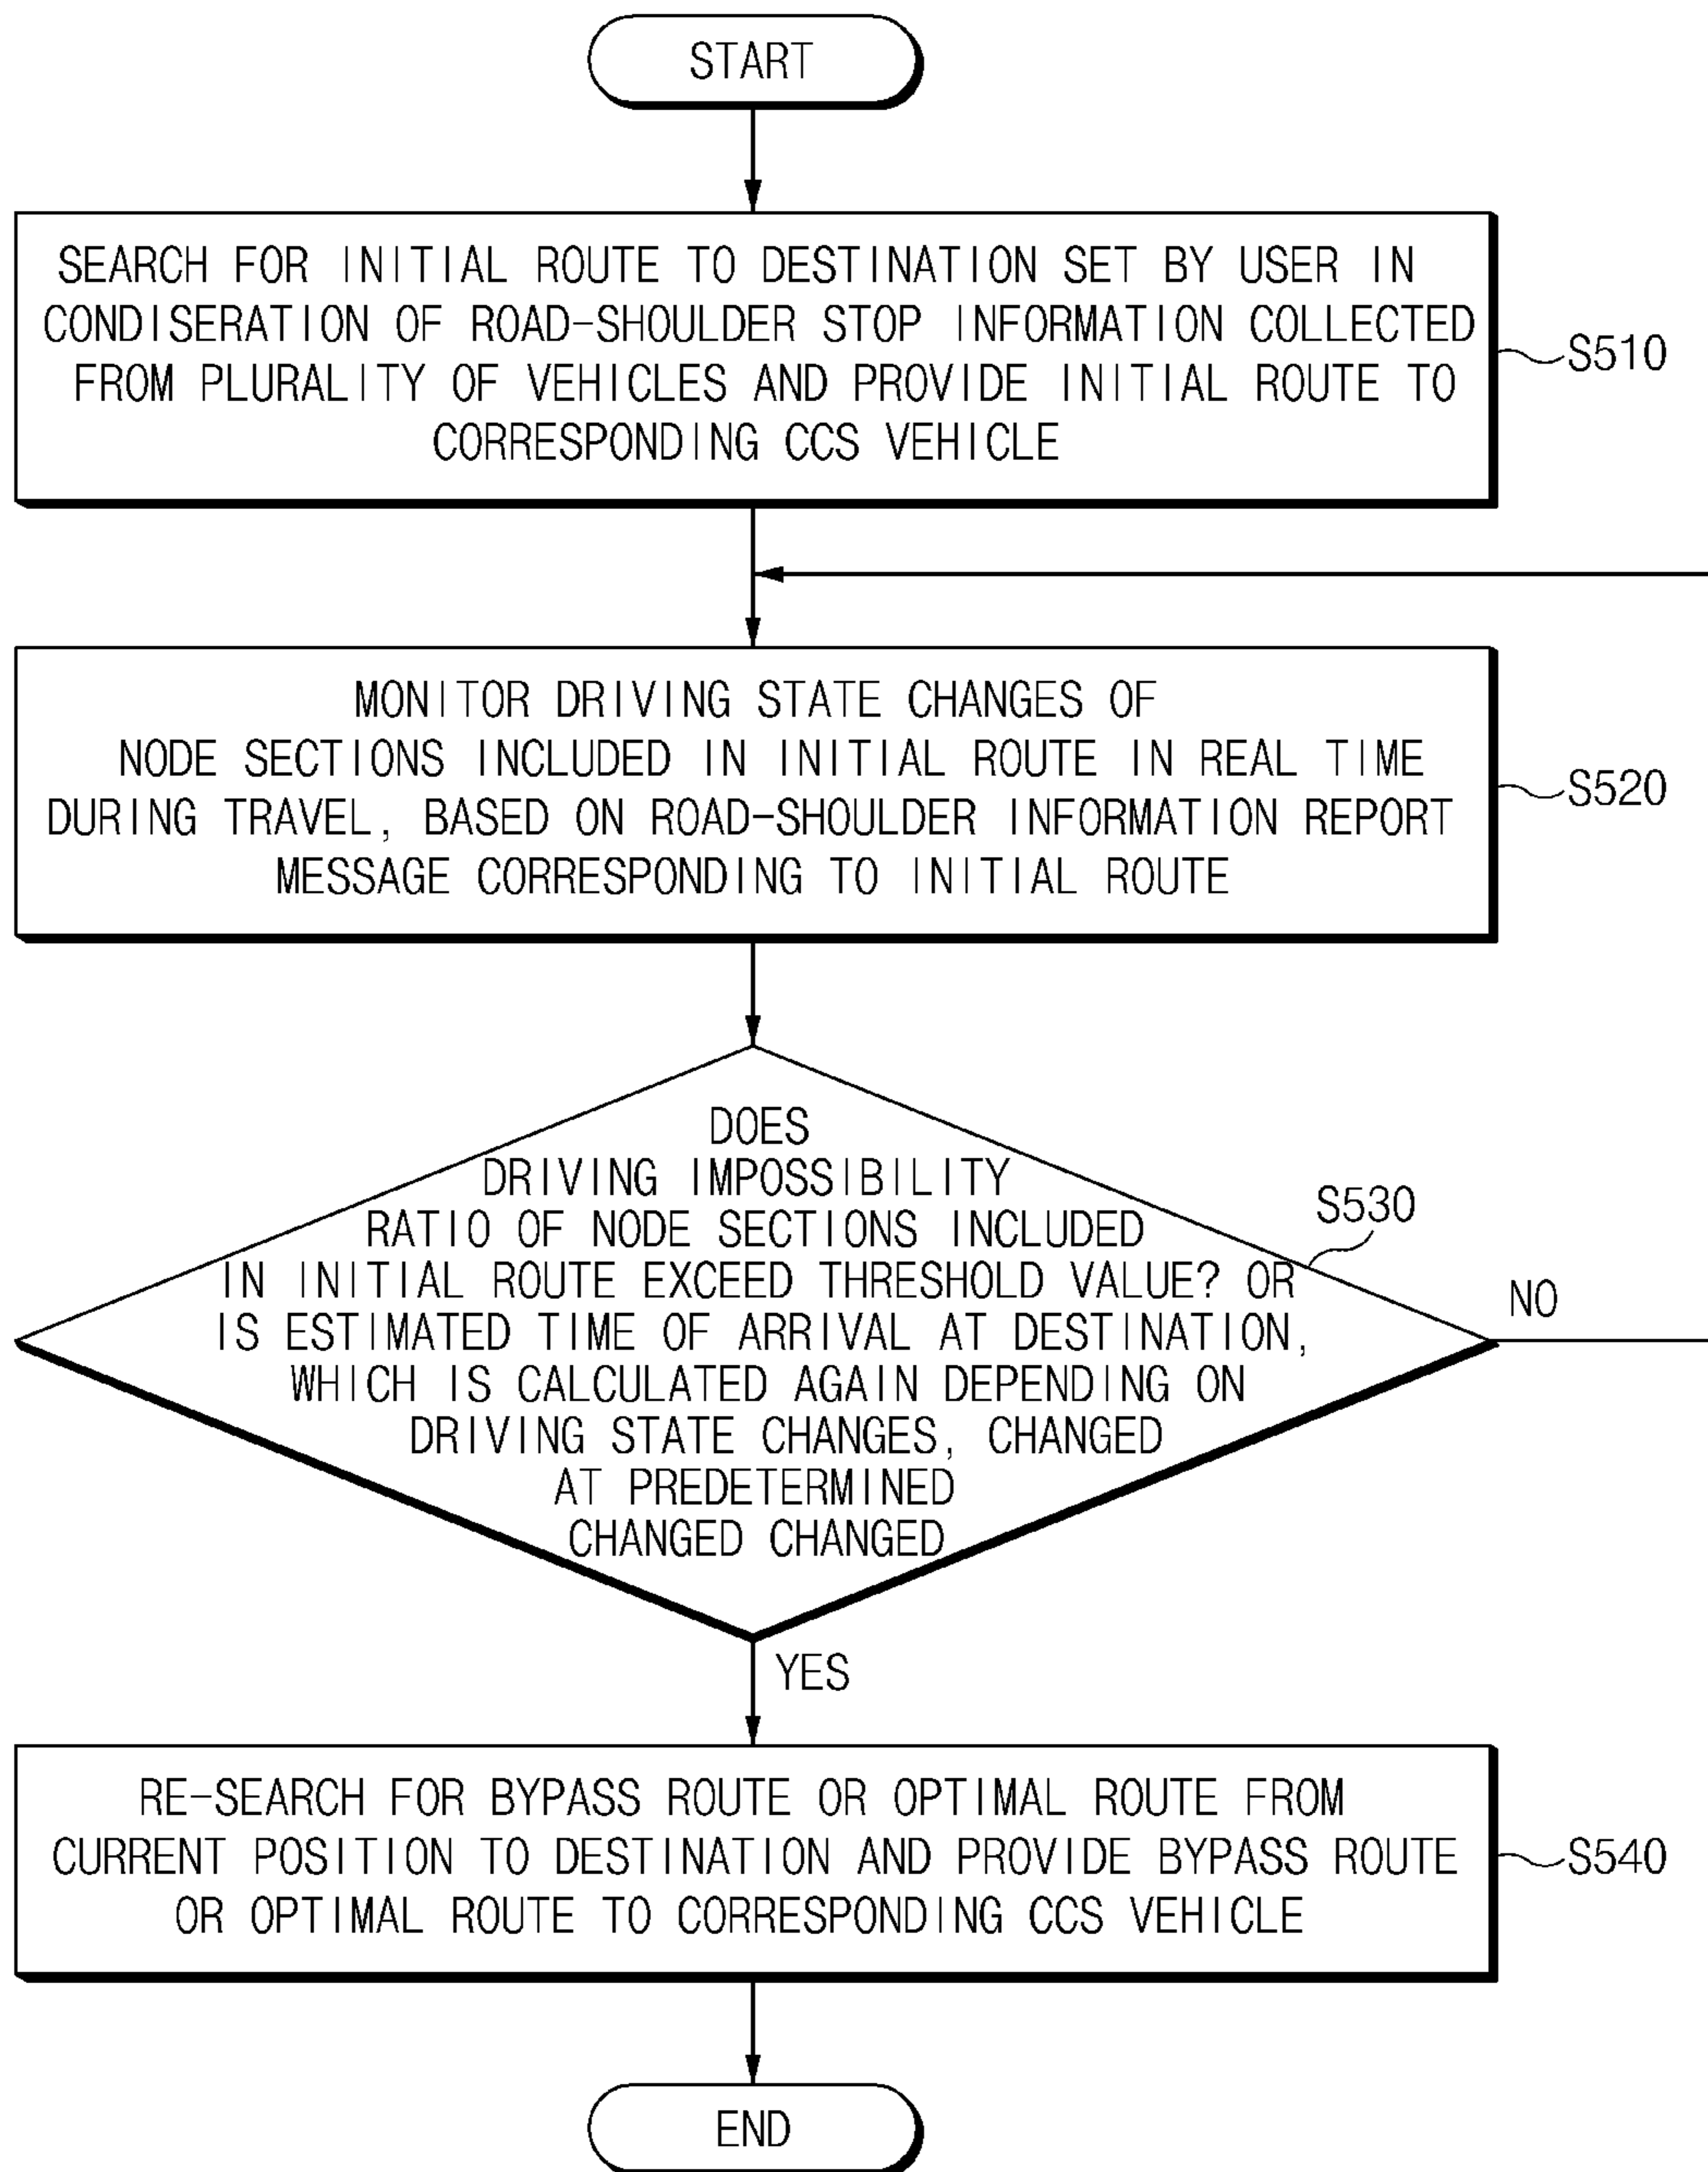 START
SEARCH FOR INITIAL ROUTE TO DESTINATION SET BY USER IN
CONDISERATION OF ROAD-SHOULDER STOP INFORMATION COLLECTED
FROM PLURALITY OF VEHICLES AND PROVIDE INITIAL ROUTE TO
CORRESPONDING CCS VEHICLE
S510
MONITOR DRIVING STATE CHANGES OF
NODE SECTIONS INCLUDED IN INITIAL ROUTE IN REAL TIME
DURING TRAVEL, BASED ON ROAD-SHOULDER INFORMATION REPORT
MESSAGE CORRESPONDING TO INITIAL ROUTE
S520
DOES
DRIVING IMPOSSIBILITY
RATIO OF NODE SECTIONS INCLUDED
IN INITIAL ROUTE EXCEED THRESHOLD VALUE? OR
IS ESTIMATED TIME OF ARRIVAL AT DESTINATION,
WHICH IS CALCULATED AGAIN DEPENDING ON
DRIVING STATE CHANGES, CHANGED
AT PREDETERMINED
CHANGED CHANGED
S530
NO
YES
RE-SEARCH FOR BYPASS ROUTE OR OPTIMAL ROUTE FROM
CURRENT POSITION TO DESTINATION AND PROVIDE BYPASS ROUTE
OR OPTIMAL ROUTE TO CORRESPONDING CCS VEHICLE
S540
END